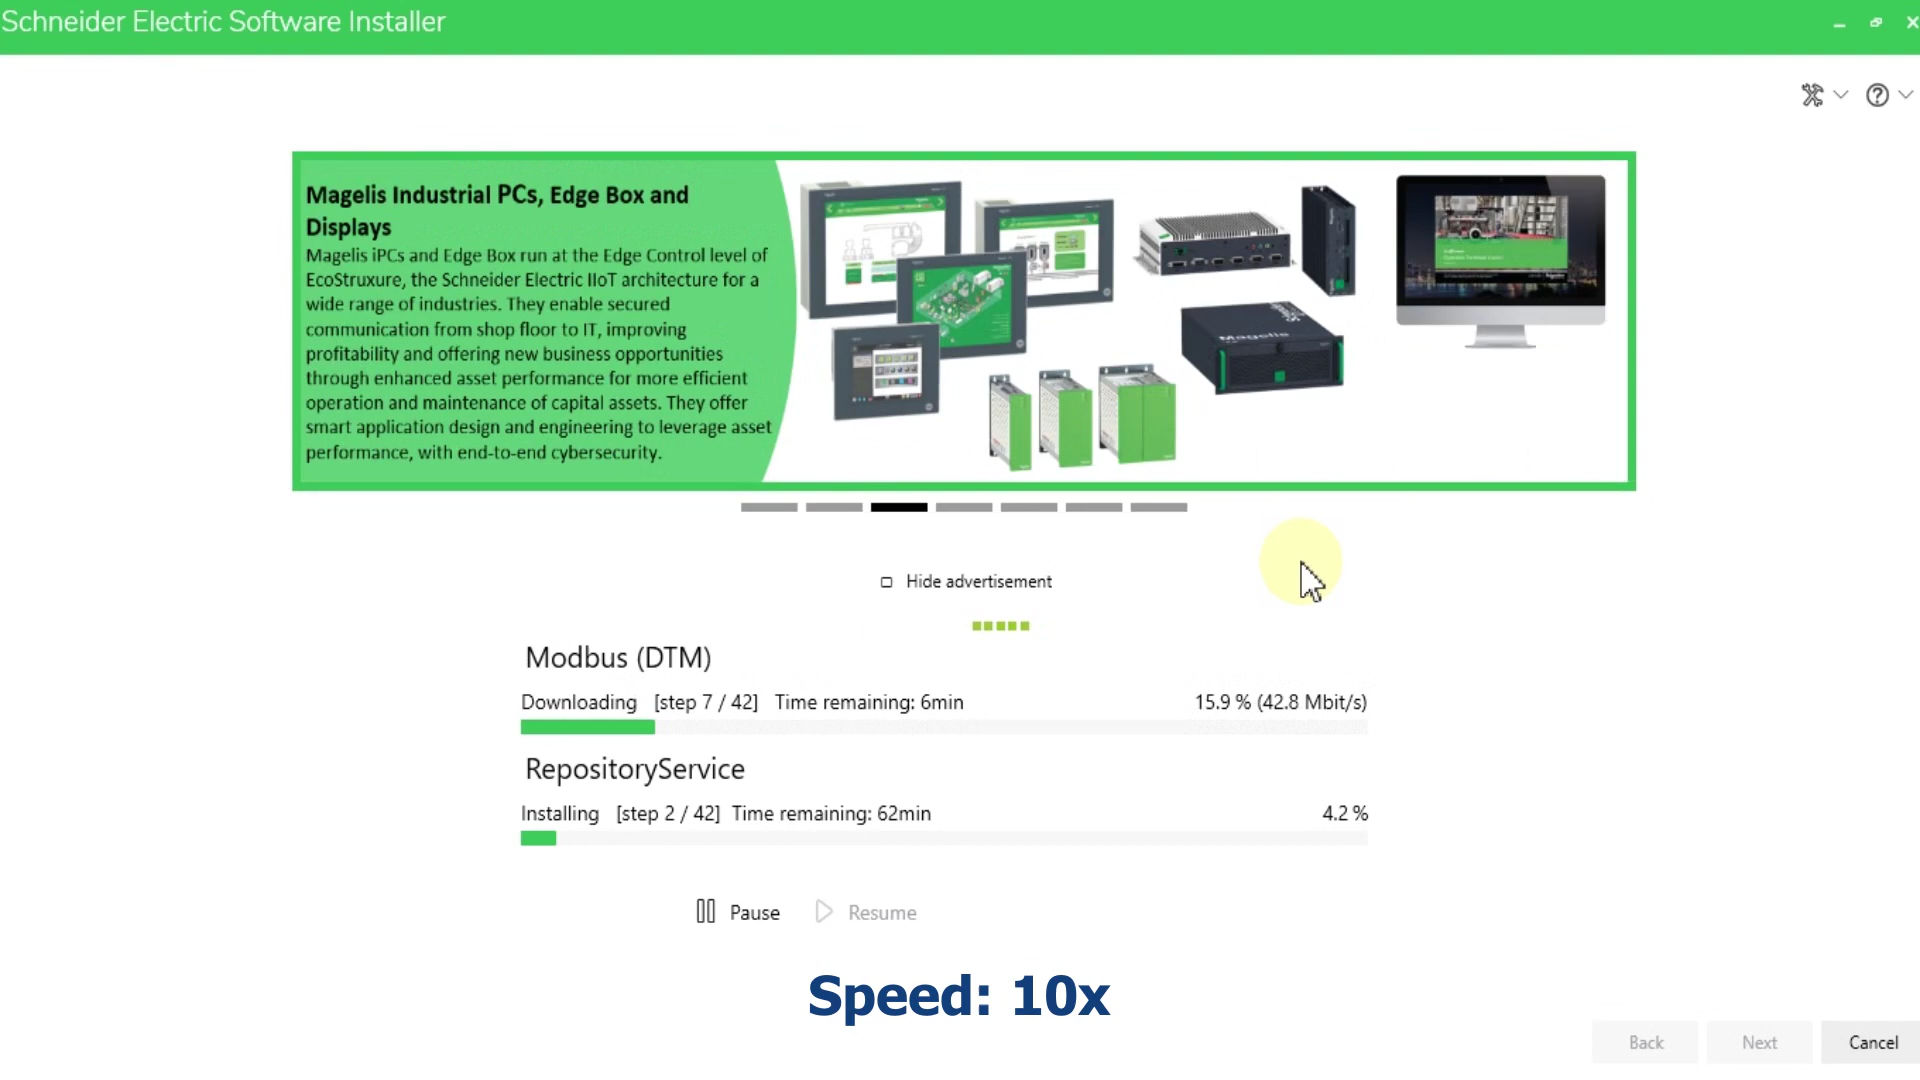 Schneider Electric Software Installer
Magelis Industrial PCs, Edge Box and
Displays
Magelis iPCs and Edge Box run at the Edge Control level of
EcoStruxure, the Schneider Electric IIoT architecture for a
wide range of industries. They enable secured
communication from shop floor to IT, improving
profitability and offering new business opportunities
through enhanced asset performance for more efficient
operation and maintenance of capital assets. They offer
smart application design and engineering to leverage asset
performance, with end-to-end cybersecurity.
Magelis
Hide advertisement
Modbus (DTM)
Downloading [step 7 / 42] Time remaining: 6min 15.9 % (42.8 Mbit/s)
RepositoryService
Installing [step 2 / 42] Time remaining: 62min 4.2 %
Pause Resume
Speed: 10x
Back Next Cancel